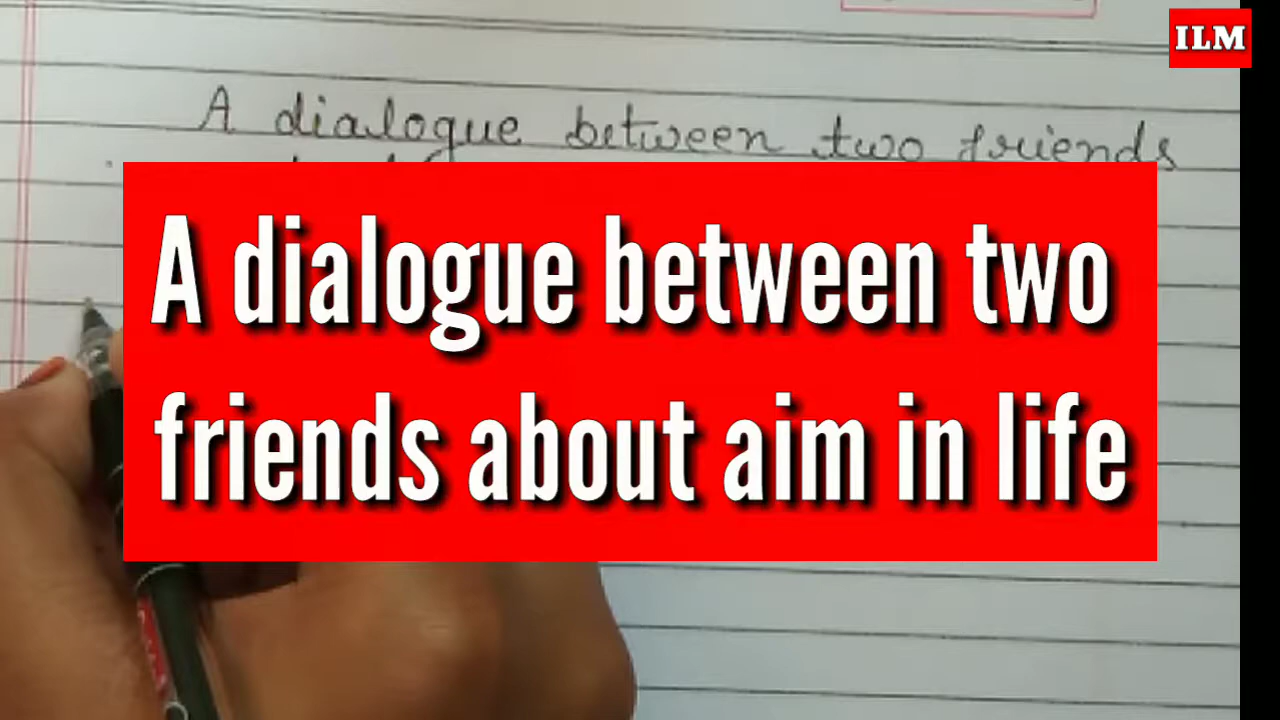 ILM
A dialogue between two friends
A dialogue between two
friends about aim in life